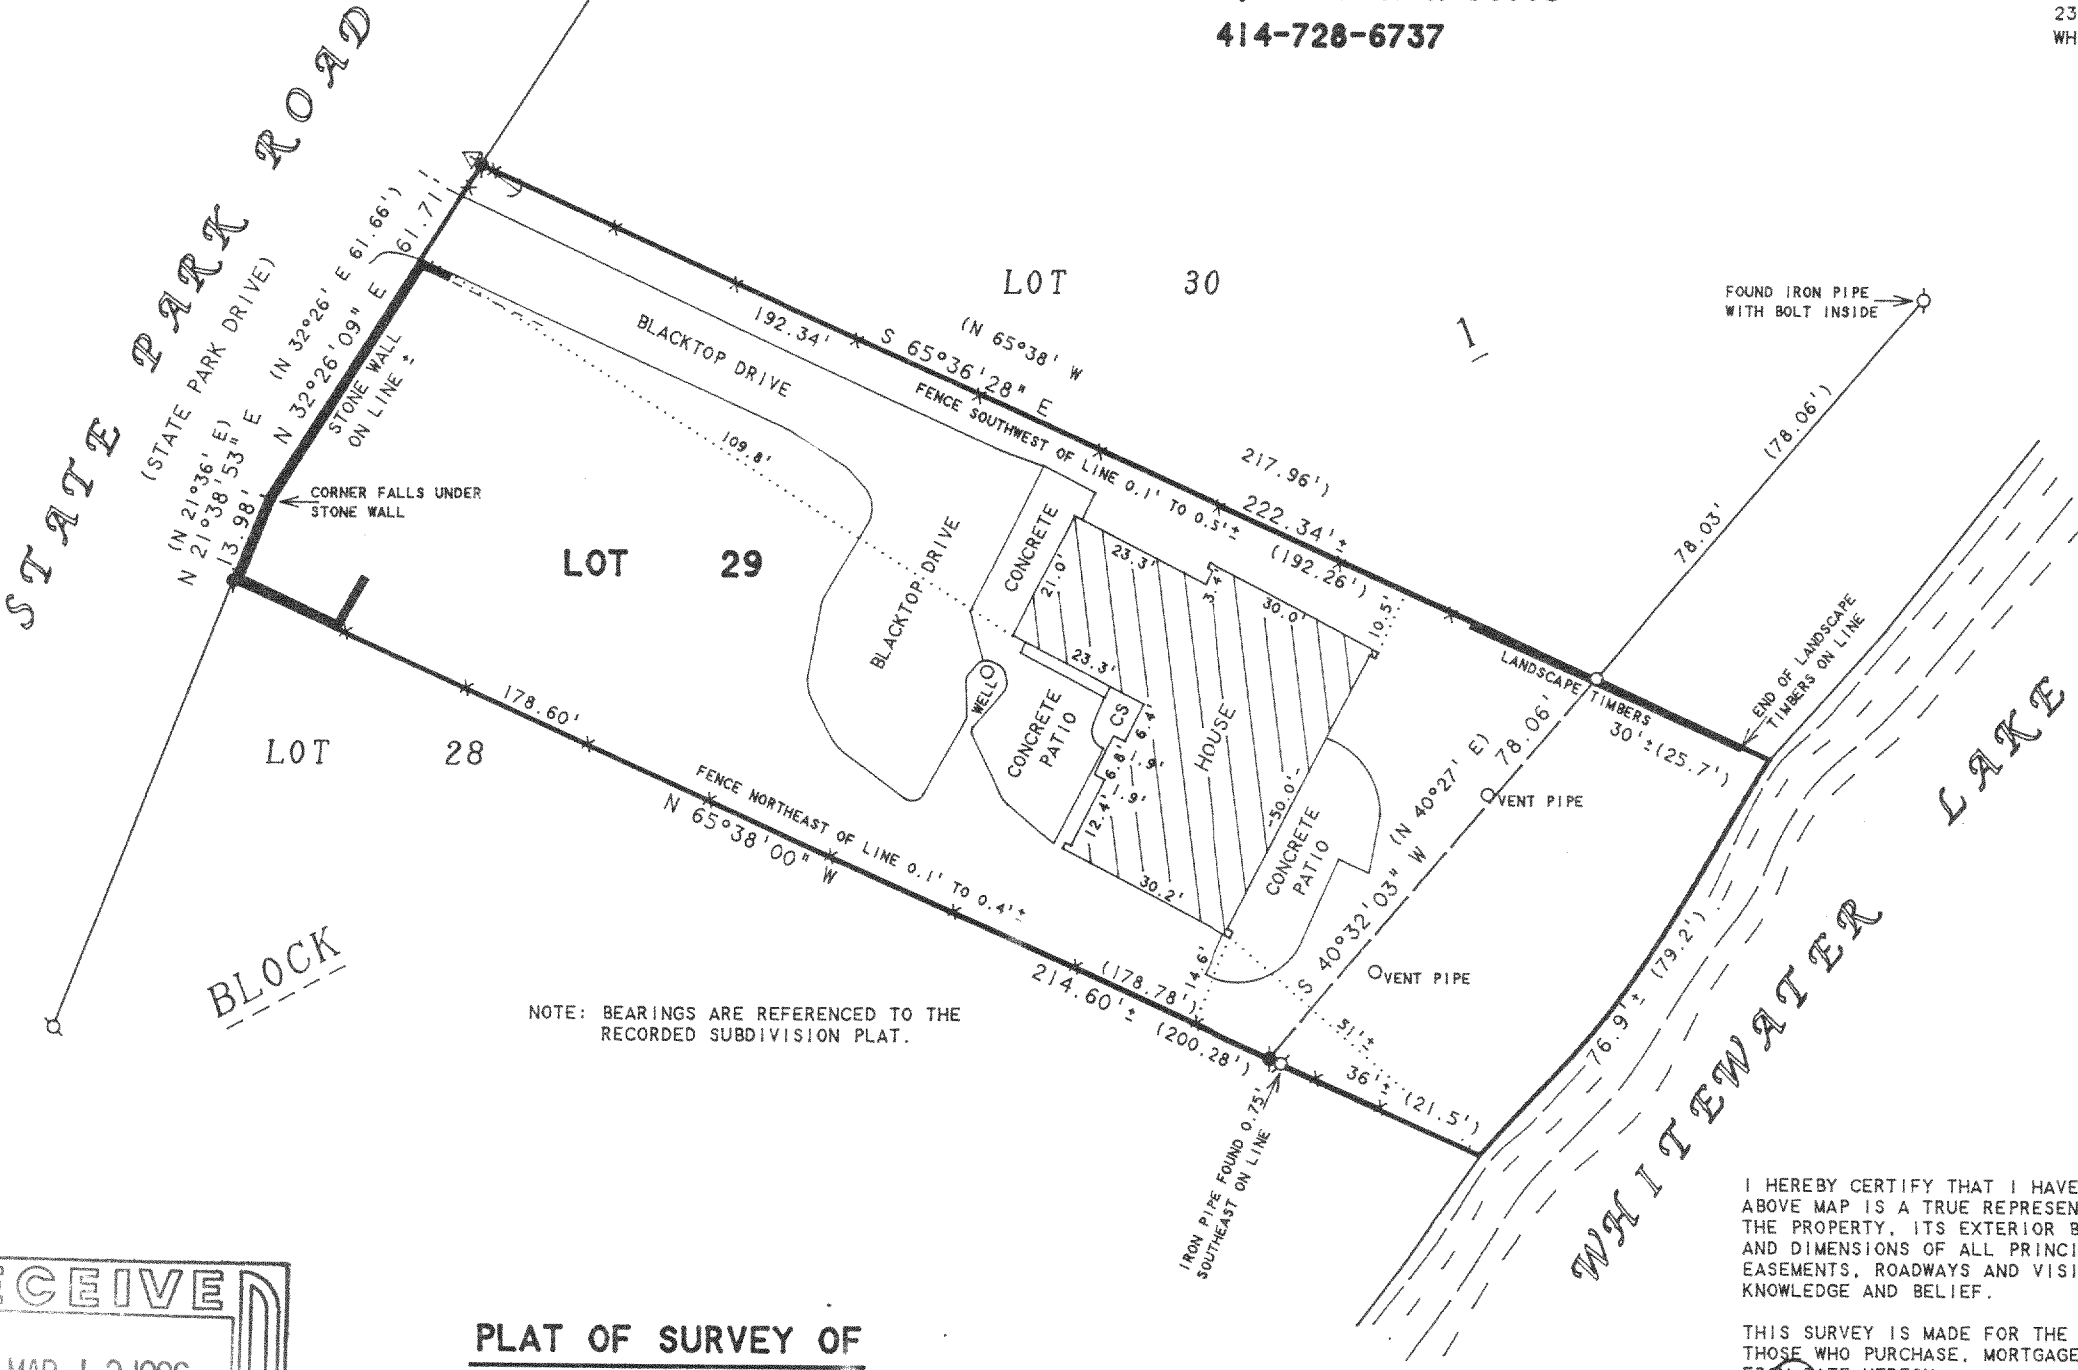 414-728-6737
23
WH
STATE PARK ROAD
(STATE PARK DRIVE)
(N 32°26' E 61.66')
61.71'
N 32°26'09" E
STONE WALL
ON LINE ±
(N 21°36' E)
N 21°38'53" E
13.98'
CORNER FALLS UNDER
STONE WALL
LOT 30
1
FOUND IRON PIPE
WITH BOLT INSIDE
(78.06')
78.03'
192.34'
S 65°36'28" E
(N 65°38' W
217.96')
222.34'±
(192.26')
FENCE SOUTHWEST OF LINE 0.1' TO 0.5'±
BLACKTOP DRIVE
109.8'
LOT 29
BLACKTOP DRIVE
CONCRETE
23.3'
21.0'
3.4'
30.0'
10.5'
23.3'
WELL
CONCRETE
PATIO
CS
6.4'
1.9'
6.8'
1.9'
12.4'
HOUSE
50.0'
30.2'
CONCRETE
PATIO
14.6'
LANDSCAPE TIMBERS
30'±(25.7')
END OF LANDSCAPE
TIMBERS ON LINE
78.06'
(N 40°27' E)
S 40°32'03" W
VENT PIPE
VENT PIPE
LOT 28
178.60'
FENCE NORTHEAST OF LINE 0.1' TO 0.4'±
N 65°38'00" W
(178.78')
214.60'±
(200.28')
51'±
36'±
(21.5')
76.9'± (79.2')
WHITEWATER LAKE
IRON PIPE FOUND 0.75'
SOUTHEAST ON LINE
BLOCK
NOTE: BEARINGS ARE REFERENCED TO THE
RECORDED SUBDIVISION PLAT.
I HEREBY CERTIFY THAT I HAVE
ABOVE MAP IS A TRUE REPRESEN
THE PROPERTY, ITS EXTERIOR B
AND DIMENSIONS OF ALL PRINCI
EASEMENTS, ROADWAYS AND VISI
KNOWLEDGE AND BELIEF.
THIS SURVEY IS MADE FOR THE
THOSE WHO PURCHASE, MORTGAGE
ECEIVE
PLAT OF SURVEY OF